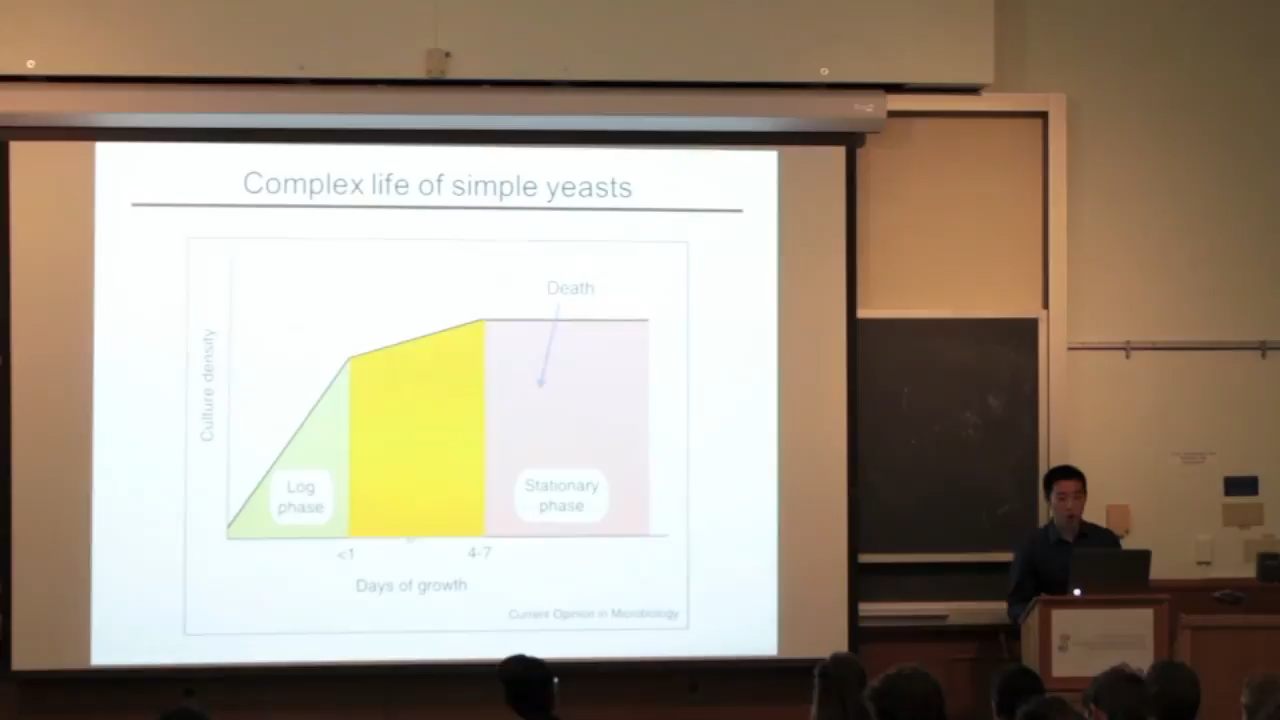 Complex life of simple yeasts
Death
Culture density
Log
phase
Stationary
phase
<1
4-7
Days of growth
Current Opinion in Microbiology